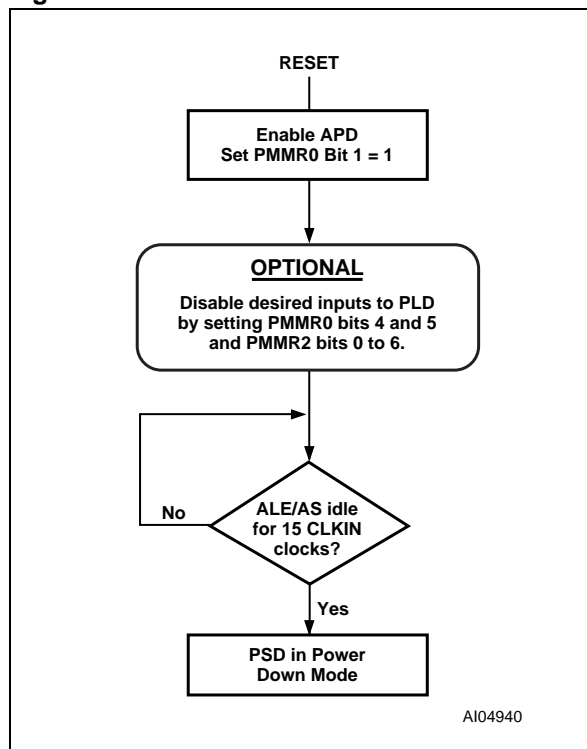 RESET
Enable APD
Set PMMR0 Bit 1 = 1
OPTIONAL
Disable desired inputs to PLD
by setting PMMR0 bits 4 and 5
and PMMR2 bits 0 to 6.
No
ALE/AS idle
for 15 CLKIN
clocks?
Yes
PSD in Power
Down Mode
AI04940